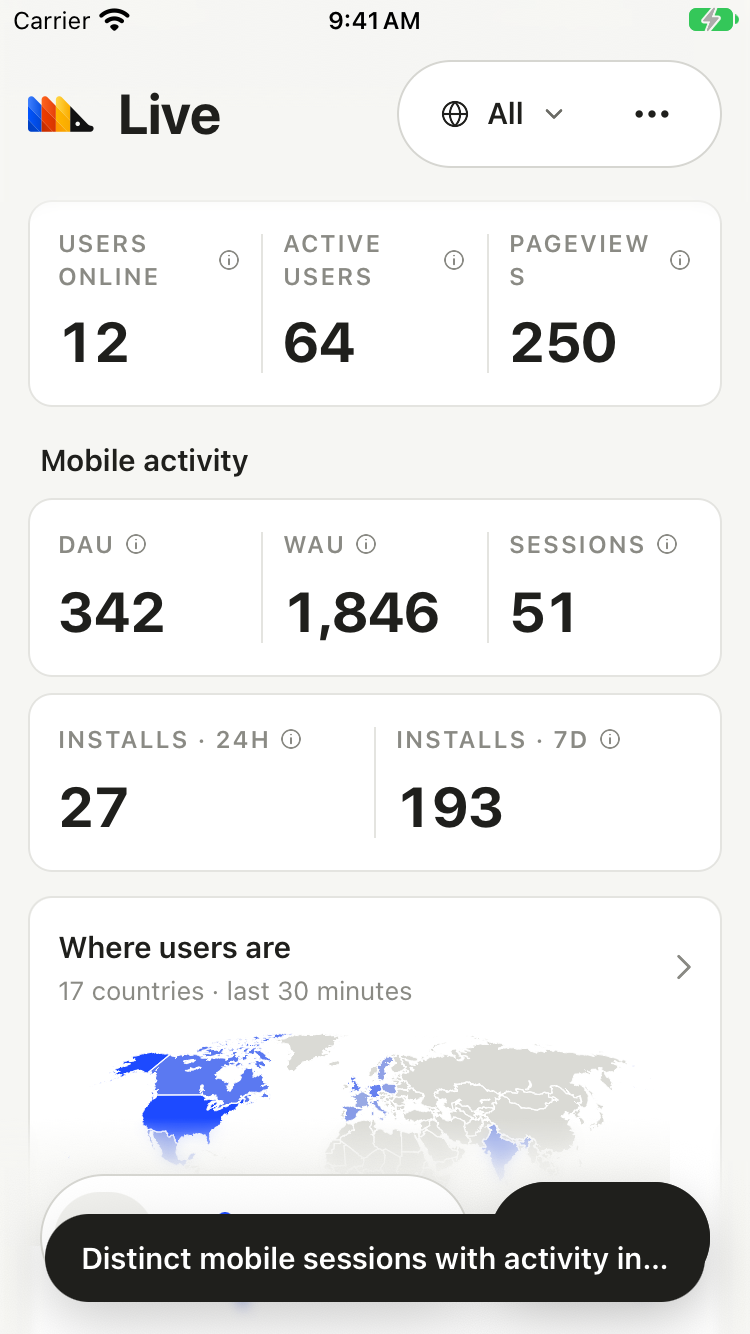 Carrier
9:41 AM
Live
All
USERS ONLINE
ACTIVE USERS
PAGEVIEWS
12
64
250
Mobile activity
DAU
WAU
SESSIONS
342
1,846
51
INSTALLS · 24H
INSTALLS · 7D
27
193
Where users are
17 countries · last 30 minutes
Distinct mobile sessions with activity in...